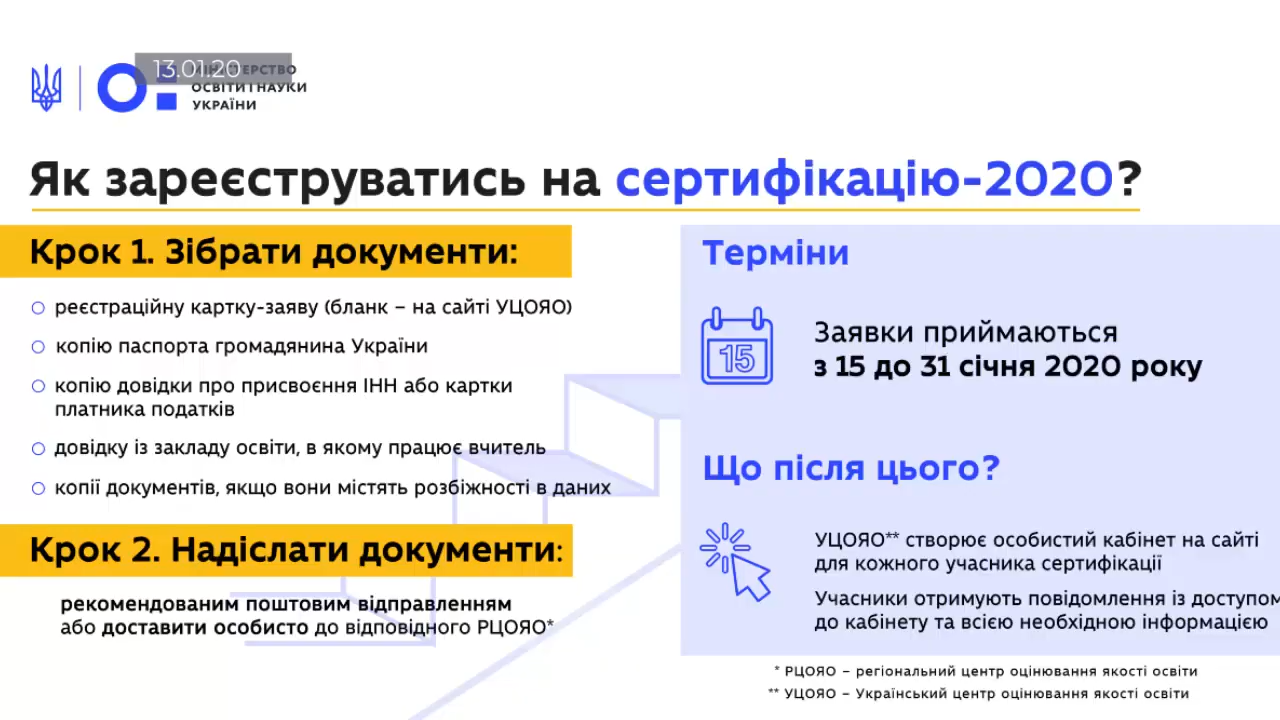 13.01.20
МІНІСТЕРСТВО
ОСВІТИ І НАУКИ
УКРАЇНИ
Як зареєструватись на сертифікацію-2020?
Крок 1. Зібрати документи:
реєстраційну картку-заяву (бланк – на сайті УЦОЯО)
копію паспорта громадянина України
копію довідки про присвоєння ІНН або картки
платника податків
довідку із закладу освіти, в якому працює вчитель
копії документів, якщо вони містять розбіжності в даних
Крок 2. Надіслати документи:
рекомендованим поштовим відправленням
або доставити особисто до відповідного РЦОЯО*
Терміни
15
Заявки приймаються
з 15 до 31 січня 2020 року
Що після цього?
УЦОЯО** створює особистий кабінет на сайті
для кожного учасника сертифікації
Учасники отримують повідомлення із доступом
до кабінету та всією необхідною інформацією
* РЦОЯО – регіональний центр оцінювання якості освіти
** УЦОЯО – Український центр оцінювання якості освіти